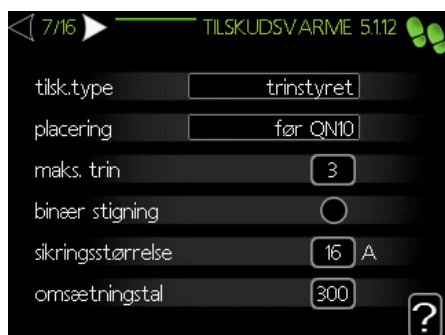 7/16 TILSKUDSVARME 5.1.12
tilsk.type trinstyret
placering før QN10
maks. trin 3
binær stigning
sikringsstørrelse 16 A
omsætningstal 300
?